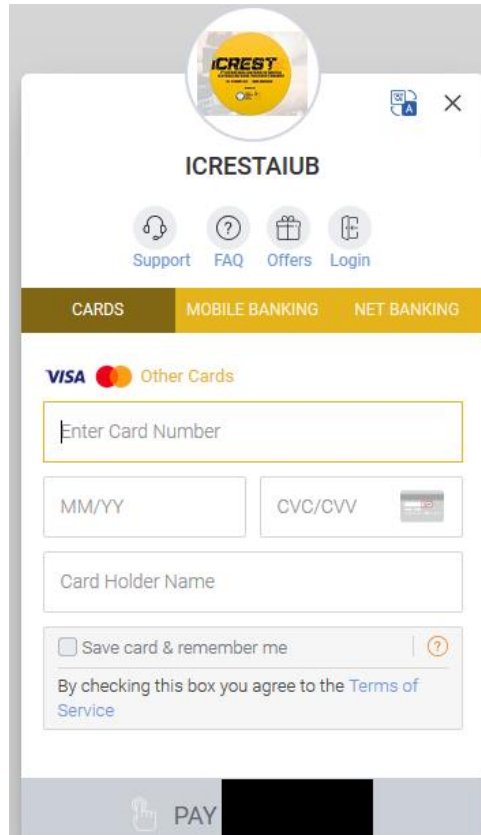 ICREST
ICRESTAIUB
Support FAQ Offers Login
CARDS MOBILE BANKING NET BANKING
VISA Other Cards
Enter Card Number
MM/YY CVC/CVV
Card Holder Name
Save card & remember me ?
By checking this box you agree to the Terms of
Service
PAY